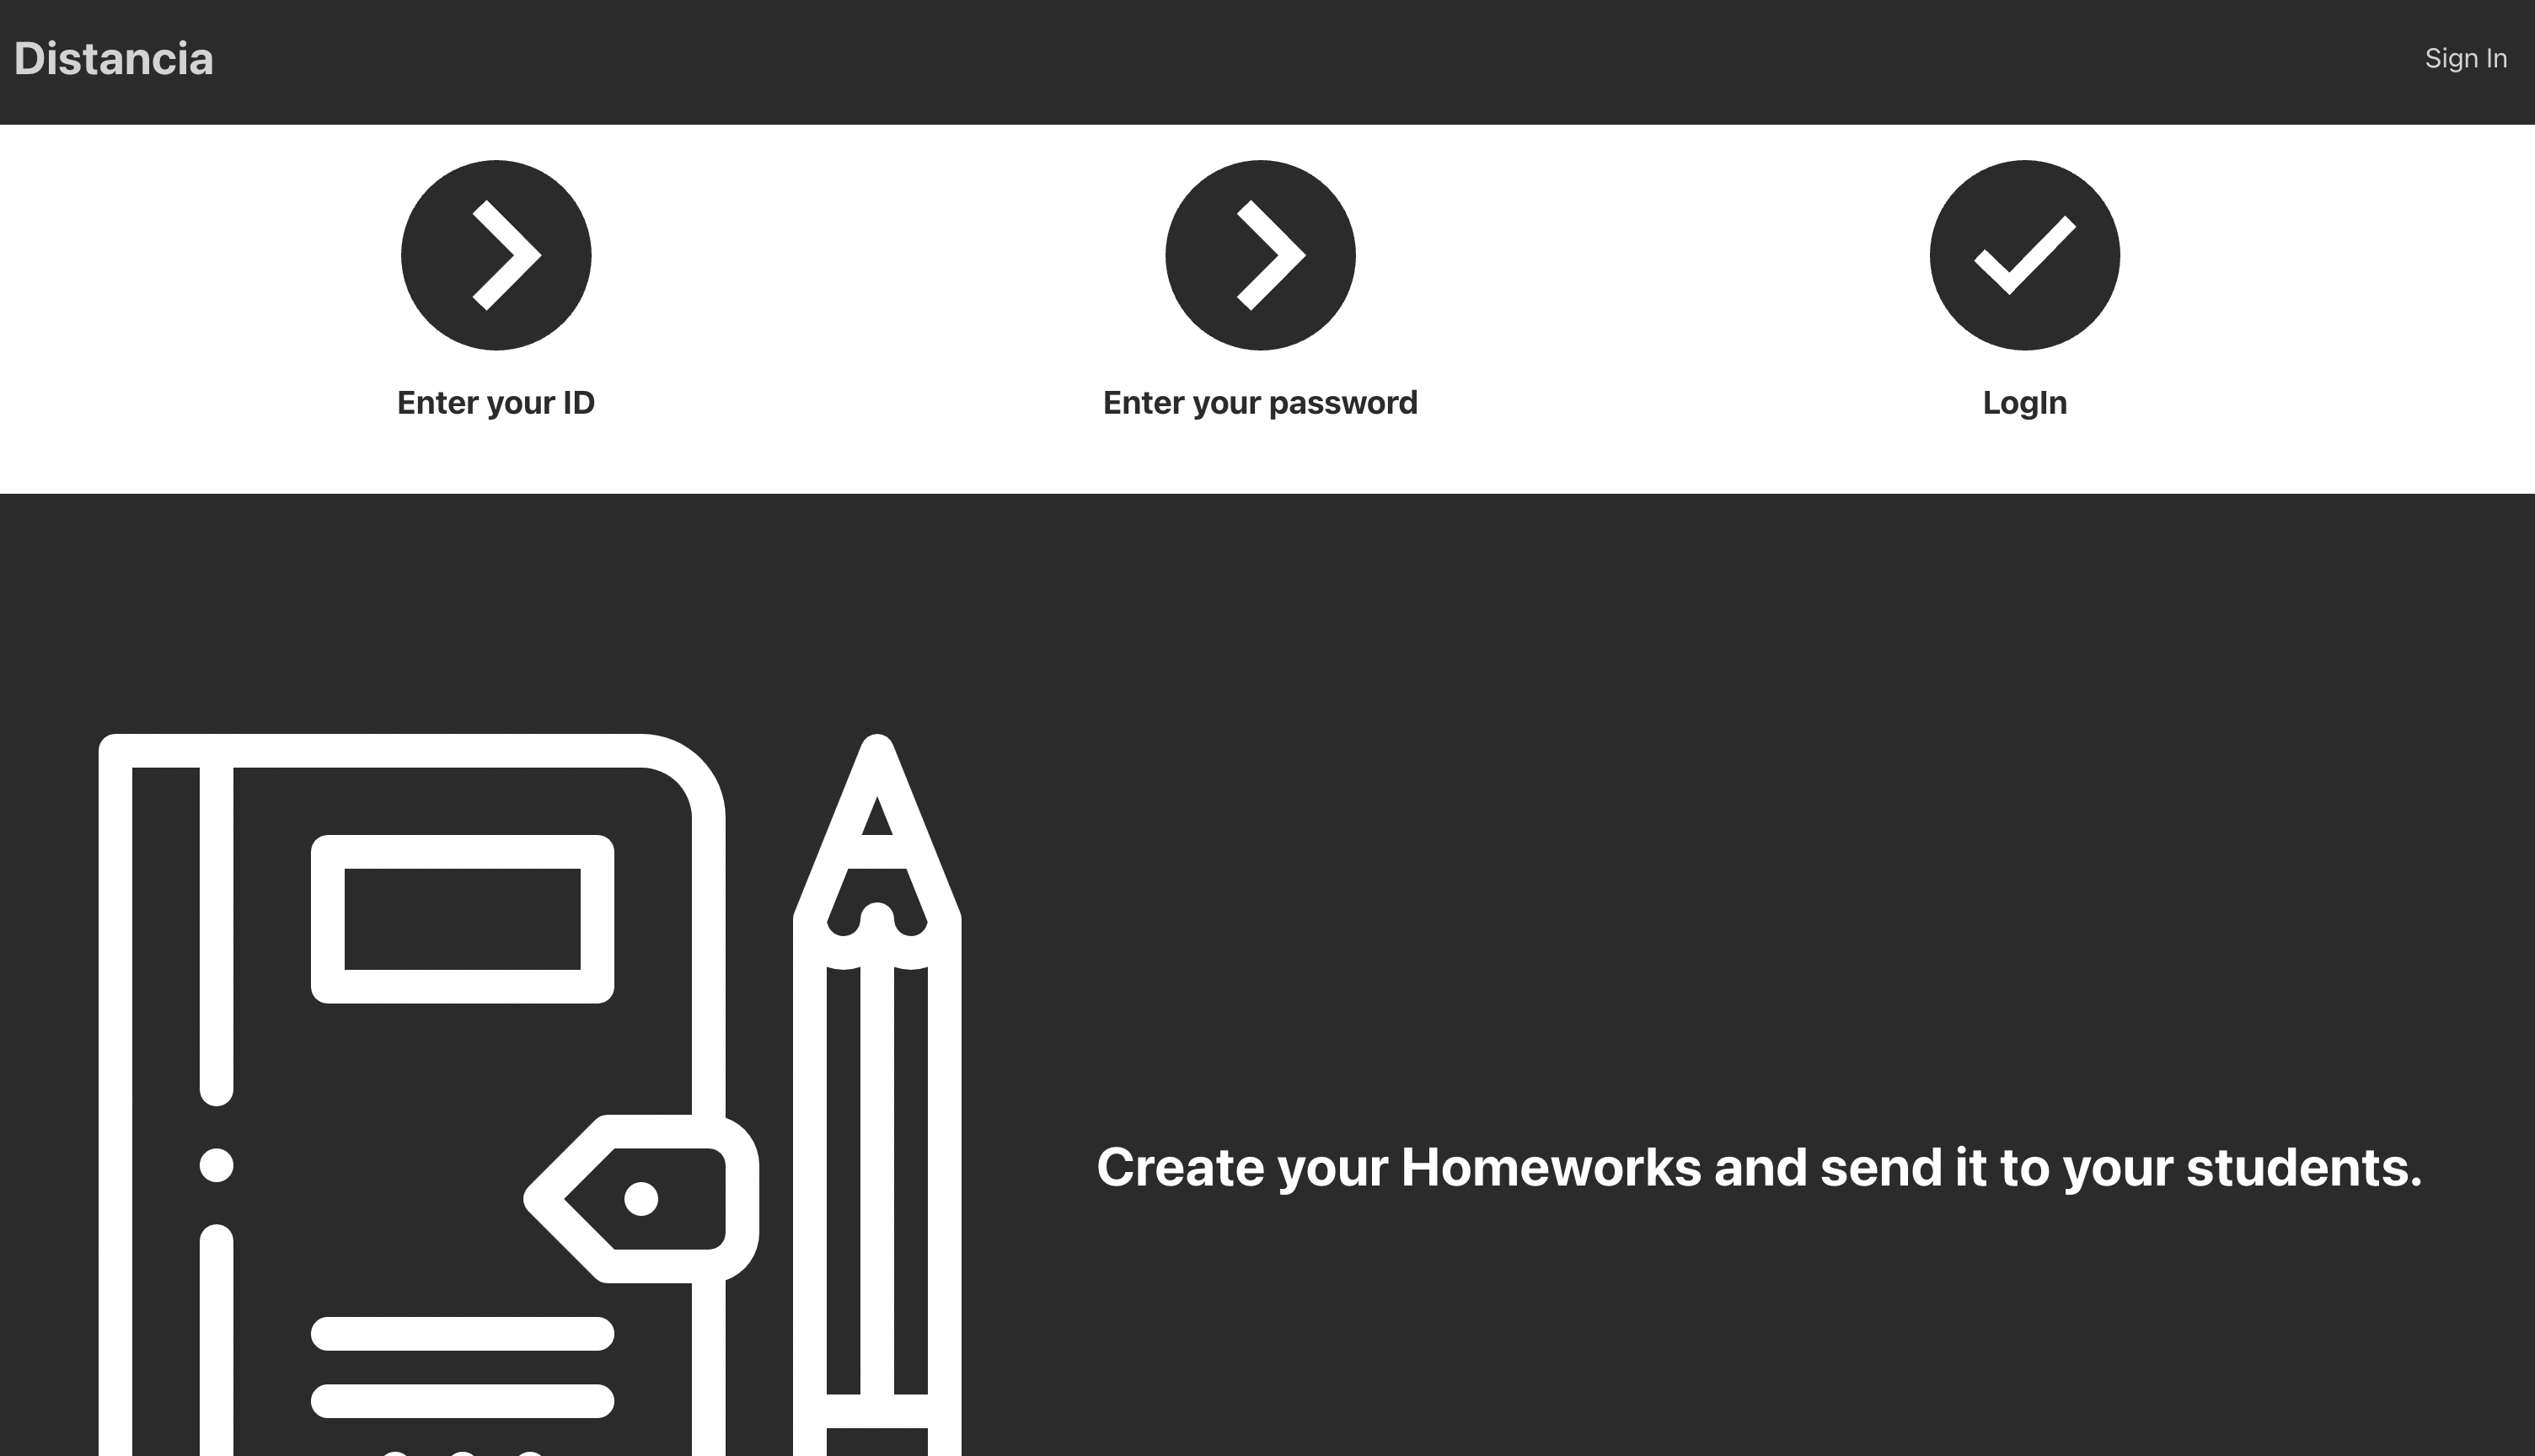 Distancia
Sign In
Enter your ID
Enter your password
LogIn
Create your Homeworks and send it to your students.